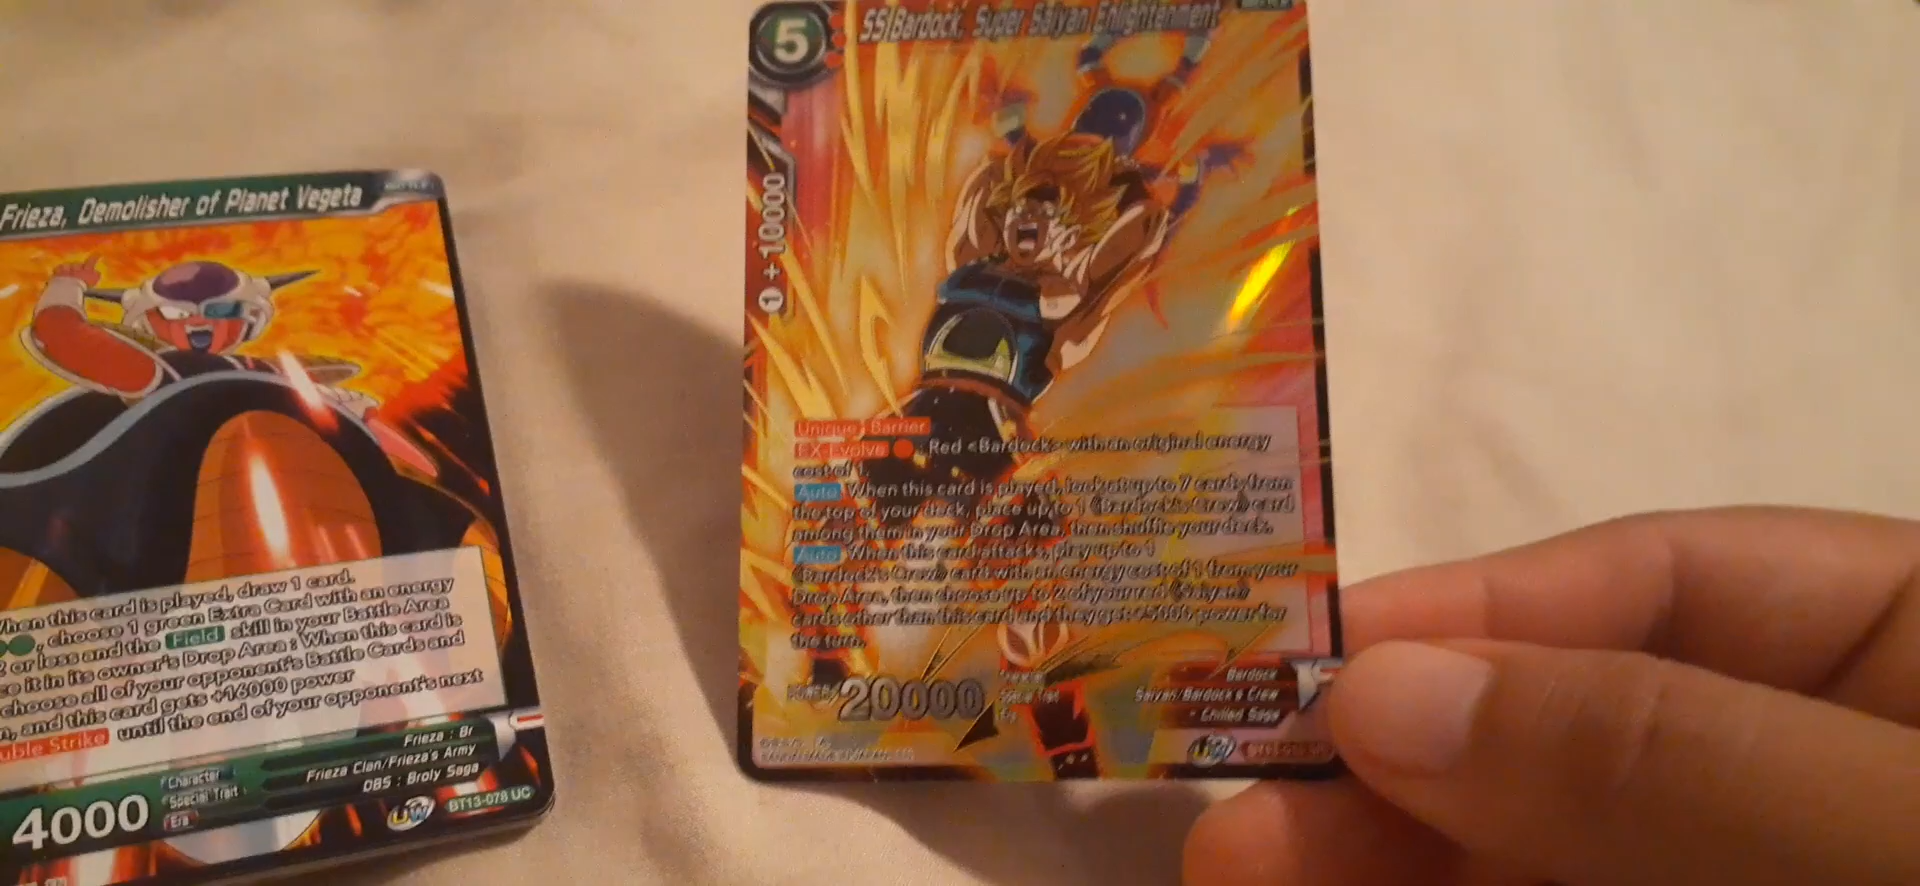 Frieza, Demolisher of Planet Vegeta
When this card is played, draw 1 card.
, choose 1 green Extra Card with an energy
2 or less and the Field skill in your Battle Area
ce it in its owner's Drop Area : When this card is
choose all of your opponent's Battle Cards and
n, and this card gets +16000 power
uble Strike until the end of your opponent's next
4000
Character
Special Trait
Era
Frieza : Br
Frieza Clan/Frieza's Army
DBS : Broly Saga
UW
BT13-078 UC
5
SS Bardock, Super Saiyan Enlightenment
1 +10000
Unique Barrier
EX-Evolve : Red <Bardock> with an original energy
cost of 1.
Auto When this card is played, look at up to 7 cards from
the top of your deck, place up to 1 《Bardock's Crew》 card
among them in your Drop Area, then shuffle your deck.
Auto When this card attacks, play up to 1
《Bardock's Crew》 card with an energy cost of 1 from your
Drop Area, then choose up to 2 of your red 《Saiyan》
cards other than this card and they get +5000 power for
the turn.
POWER 20000
Special Trait
Bardock
Saiyan/Bardock's Crew
Chilled Saga
UW